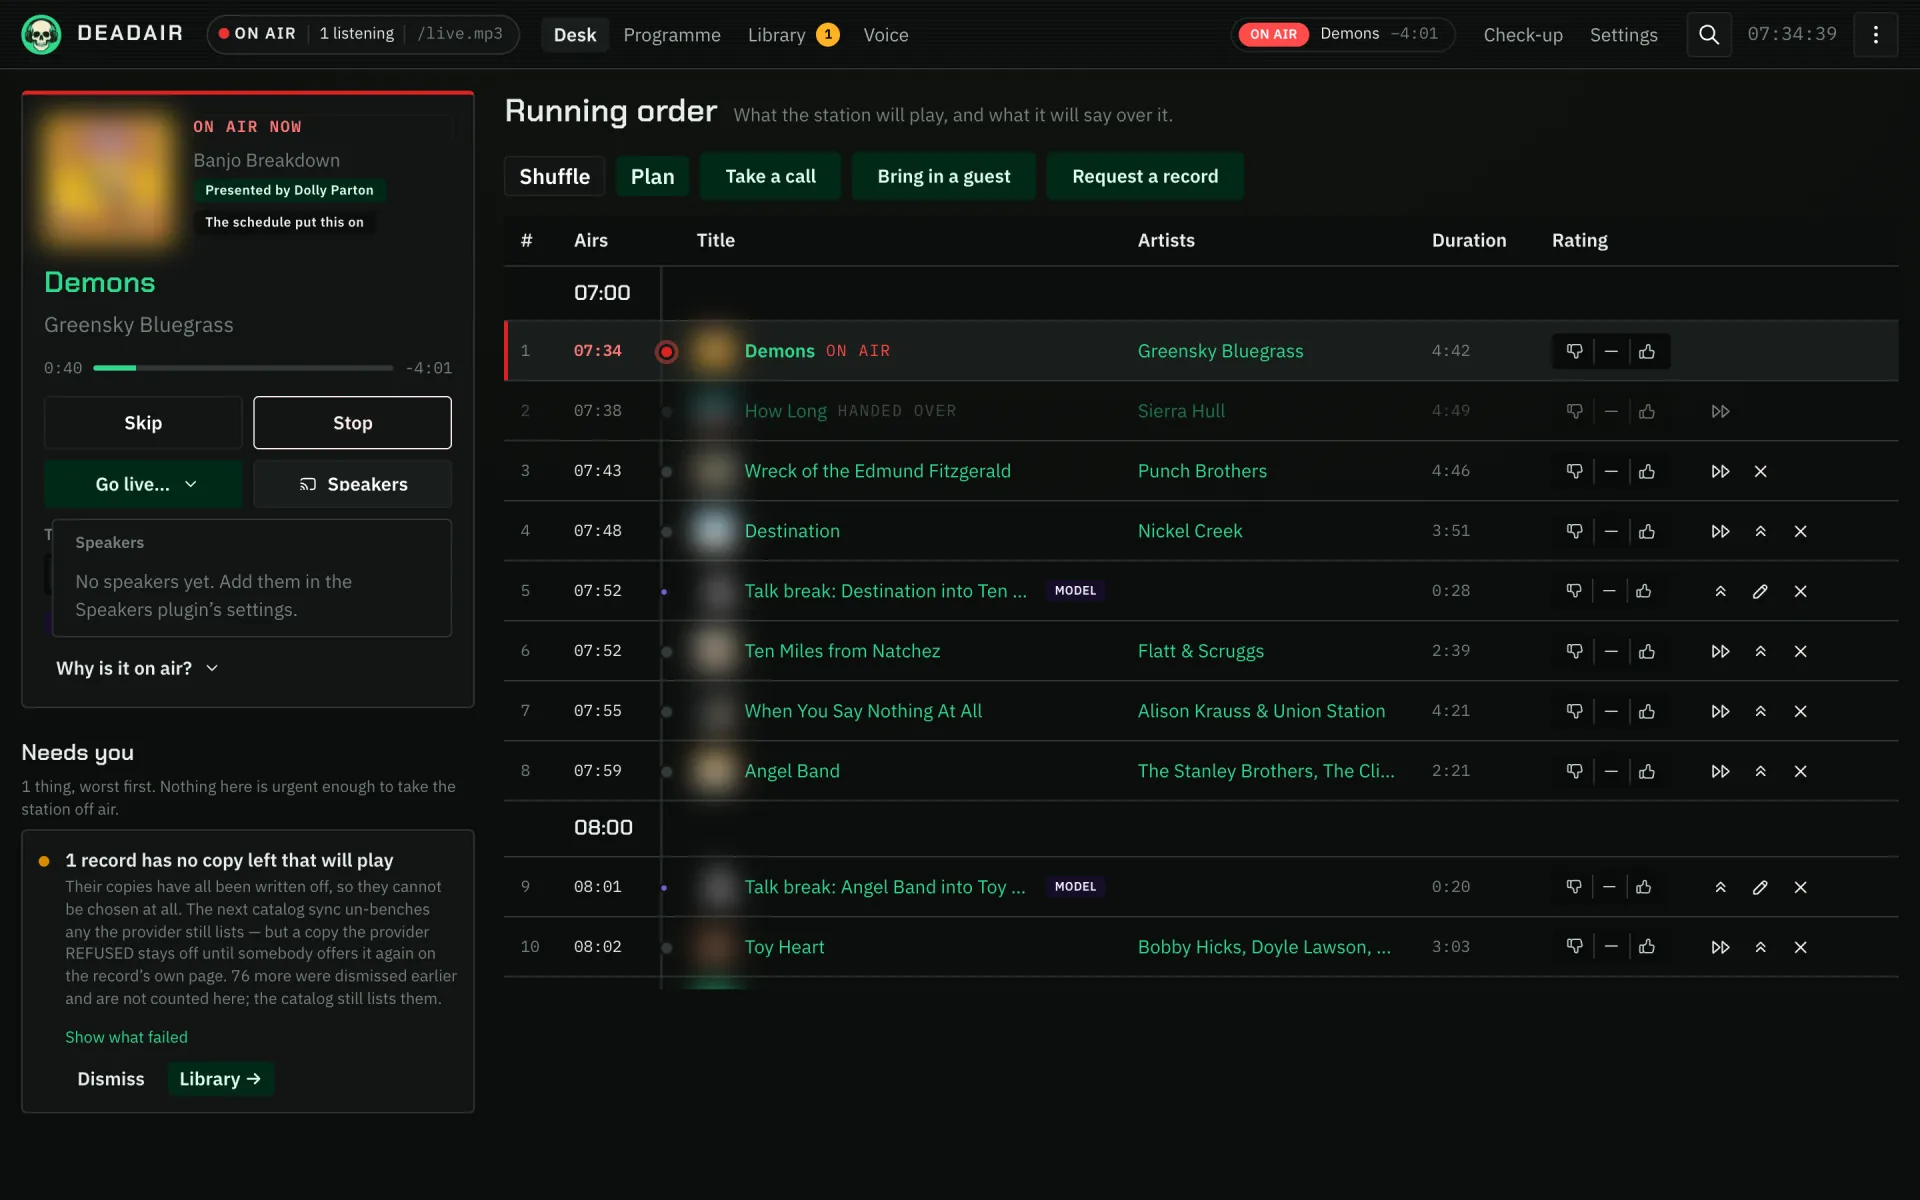 DEADAIR
ON AIR
1 listening
/live.mp3
Desk
Programme
Library 1
Voice
ON AIR Demons -4:01
Check-up
Settings
07:34:39
ON AIR NOW
Banjo Breakdown
Presented by Dolly Parton
The schedule put this on
Demons
Greensky Bluegrass
0:40 -4:01
Skip
Stop
Go live...
Speakers
T
Speakers
No speakers yet. Add them in the
Speakers plugin’s settings.
Why is it on air?
Needs you
1 thing, worst first. Nothing here is urgent enough to take the
station off air.
1 record has no copy left that will play
Their copies have all been written off, so they cannot
be chosen at all. The next catalog sync un-benches
any the provider still lists — but a copy the provider
REFUSED stays off until somebody offers it again on
the record’s own page. 76 more were dismissed earlier
and are not counted here; the catalog still lists them.
Show what failed
Dismiss
Library →
Running order What the station will play, and what it will say over it.
Shuffle
Plan
Take a call
Bring in a guest
Request a record
# Airs Title Artists Duration Rating
07:00
1 07:34 Demons ON AIR Greensky Bluegrass 4:42
2 07:38 How Long HANDED OVER Sierra Hull 4:49
3 07:43 Wreck of the Edmund Fitzgerald Punch Brothers 4:46
4 07:48 Destination Nickel Creek 3:51
5 07:52 Talk break: Destination into Ten ... MODEL 0:28
6 07:52 Ten Miles from Natchez Flatt & Scruggs 2:39
7 07:55 When You Say Nothing At All Alison Krauss & Union Station 4:21
8 07:59 Angel Band The Stanley Brothers, The Cli... 2:21
08:00
9 08:01 Talk break: Angel Band into Toy ... MODEL 0:20
10 08:02 Toy Heart Bobby Hicks, Doyle Lawson, ... 3:03